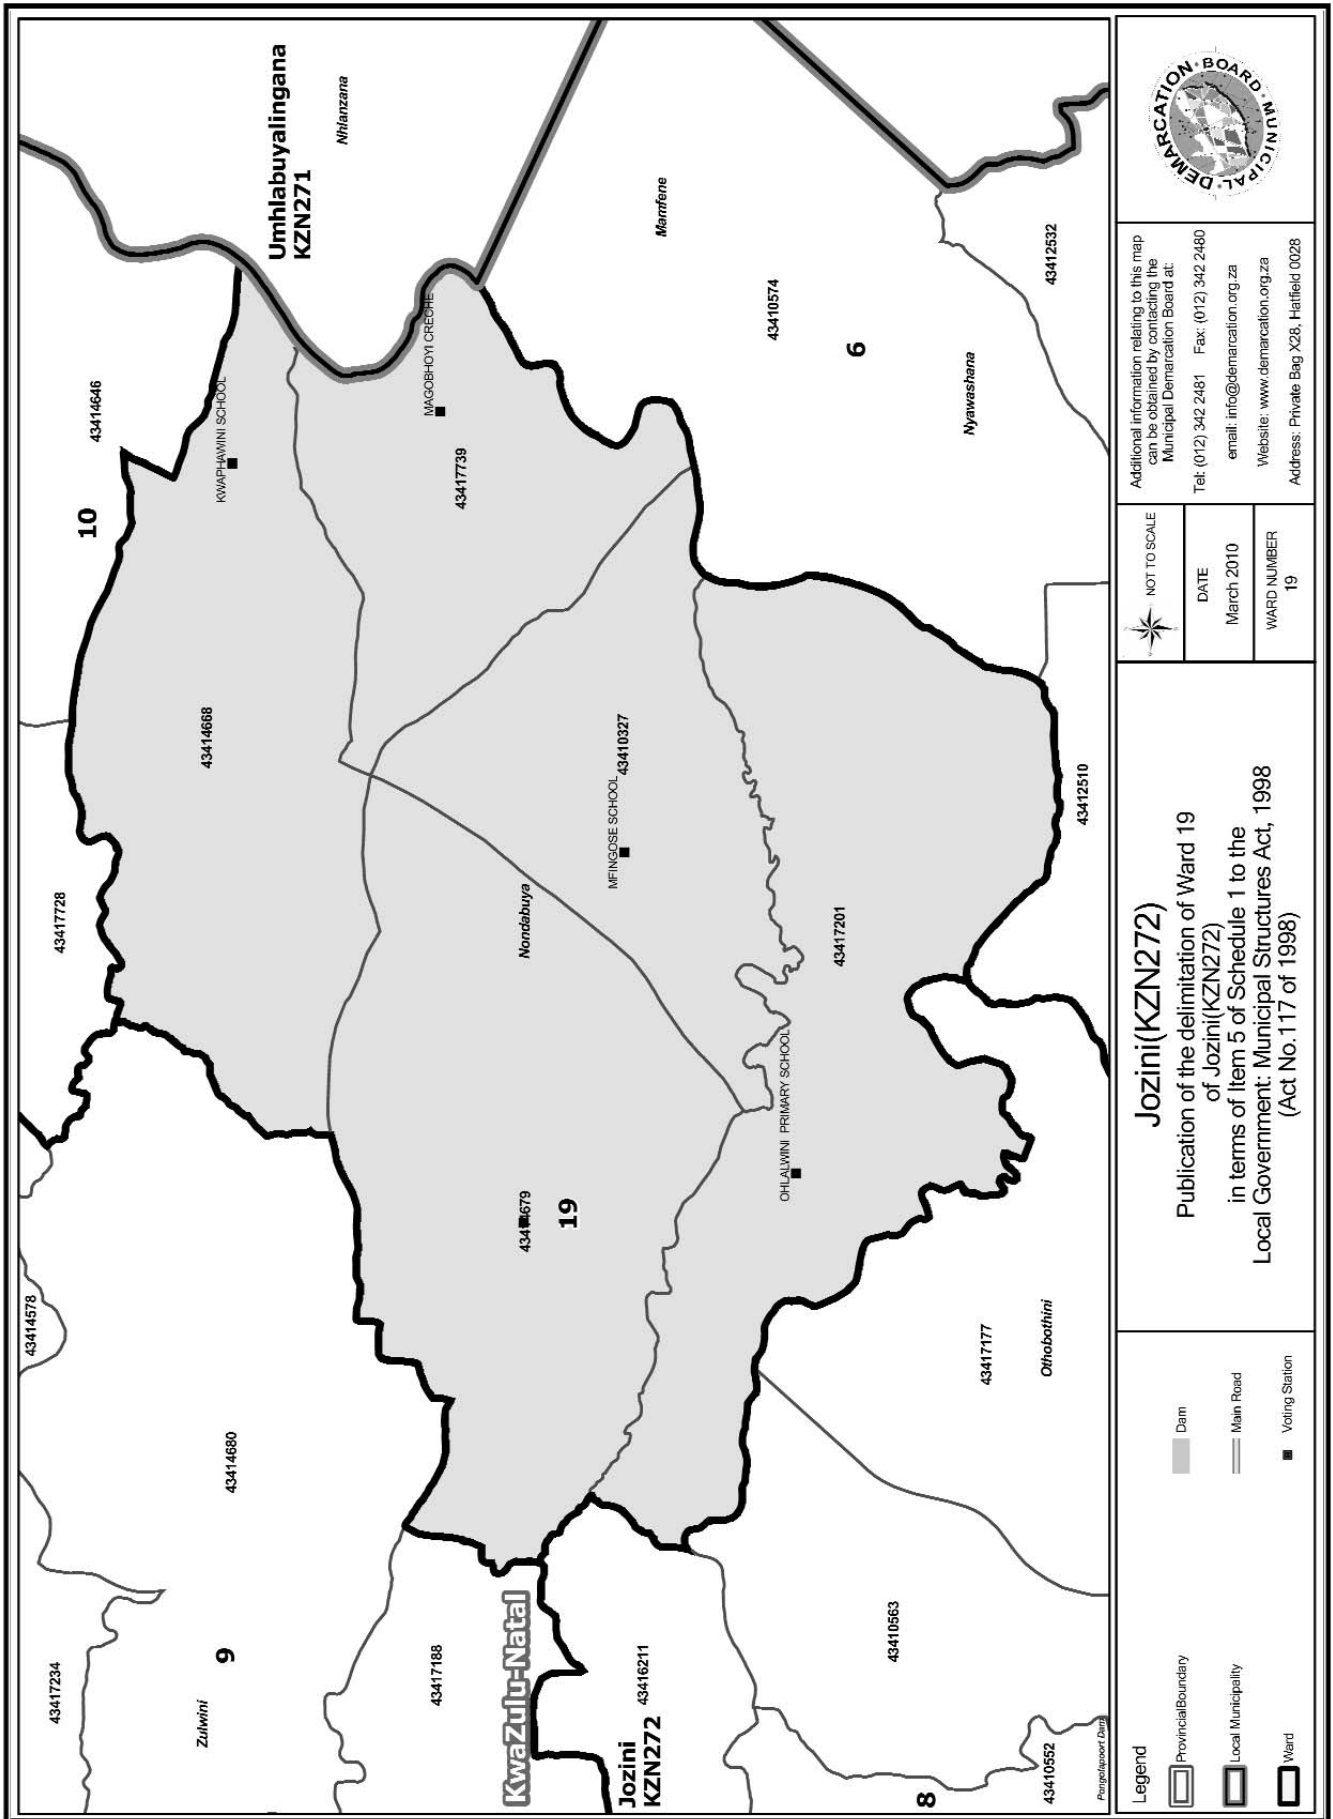 43417234
43414578
43417728
10
43414646
Umhlabuyalingana
KZN271
Nhlanzana
Zulwini
9
43414680
43414668
KWAPHAWINI SCHOOL
43417188
43417739
MAGOBHOYI CRECHE
KwaZulu-Natal
19
Nondabuya
Jozini
KZN272
43416211
MFINGOSE SCHOOL
43410327
Mamfene
OHLALWINI PRIMARY SCHOOL
43417201
43410574
6
43410563
8
43417177
Othobothini
Nyawashana
43410552
43412510
43412532
Pongolapoort Dam
Legend
ProvincialBoundary
Local Municipality
Ward
Dam
Main Road
Voting Station
Jozini(KZN272)
Publication of the delimitation of Ward 19
of Jozini(KZN272)
in terms of Item 5 of Schedule 1 to the
Local Government: Municipal Structures Act, 1998
(Act No.117 of 1998)
NOT TO SCALE
DATE
March 2010
WARD NUMBER
19
Additional information relating to this map
can be obtained by contacting the
Municipal Demarcation Board at:
Tel: (012) 342 2481 Fax: (012) 342 2480
email: info@demarcation.org.za
Website: www.demarcation.org.za
Address: Private Bag X28, Hatfield 0028
MUNICIPAL · DEMARCATION · BOARD